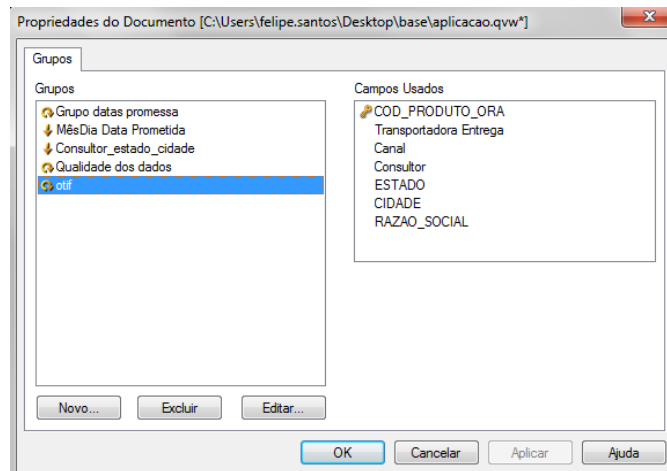 Propriedades do Documento [C:\Users\felipe.santos\Desktop\base\aplicacao.qvw*]
Grupos
Grupos
Grupo datas promessa
MêsDia Data Prometida
Consultor_estado_cidade
Qualidade dos dados
otif
Campos Usados
COD_PRODUTO_ORA
Transportadora Entrega
Canal
Consultor
ESTADO
CIDADE
RAZAO_SOCIAL
Novo... Excluir Editar...
OK Cancelar Aplicar Ajuda